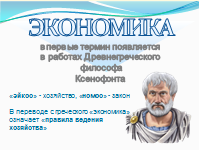 ЭКОНОМИКА
впервые термин появляется
в работах Древнегреческого
философа
Ксенофонта
«эйкос» - хозяйство, «номос» - закон
В переводе с греческого «экономика»
означает «правила ведения
хозяйства»